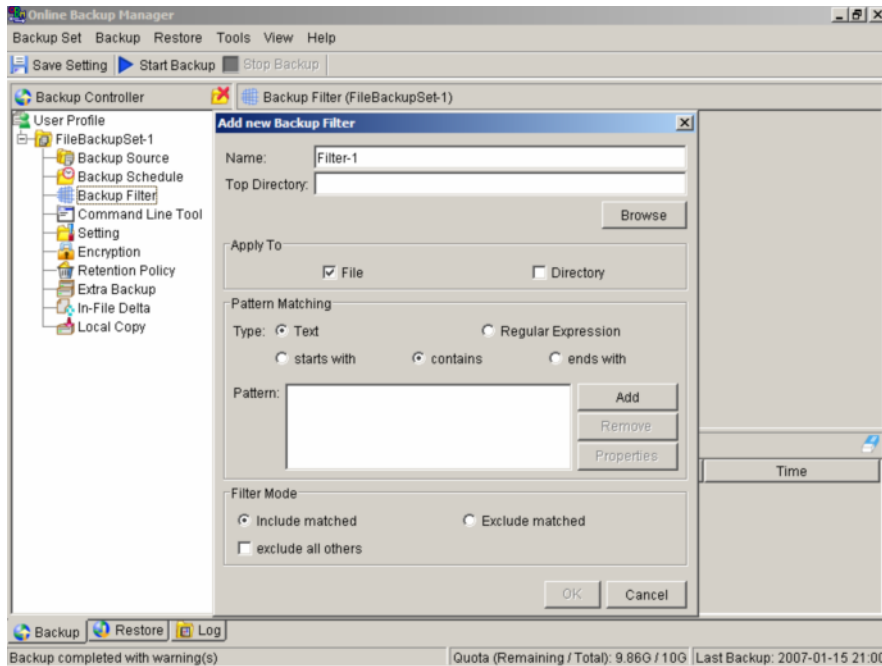 Online Backup Manager
Backup Set Backup Restore Tools View Help
Save Setting Start Backup Stop Backup
Backup Controller
Backup Filter (FileBackupSet-1)
User Profile
FileBackupSet-1
Backup Source
Backup Schedule
Backup Filter
Command Line Tool
Setting
Encryption
Retention Policy
Extra Backup
In-File Delta
Local Copy
Add new Backup Filter
Name: Filter-1
Top Directory:
Browse
Apply To
File Directory
Pattern Matching
Type: Text Regular Expression
starts with contains ends with
Pattern:
Add
Remove
Properties
Filter Mode
Include matched Exclude matched
exclude all others
OK Cancel
Time
Backup Restore Log
Backup completed with warning(s)
Quota (Remaining / Total): 9.86G / 10G
Last Backup: 2007-01-15 21:00